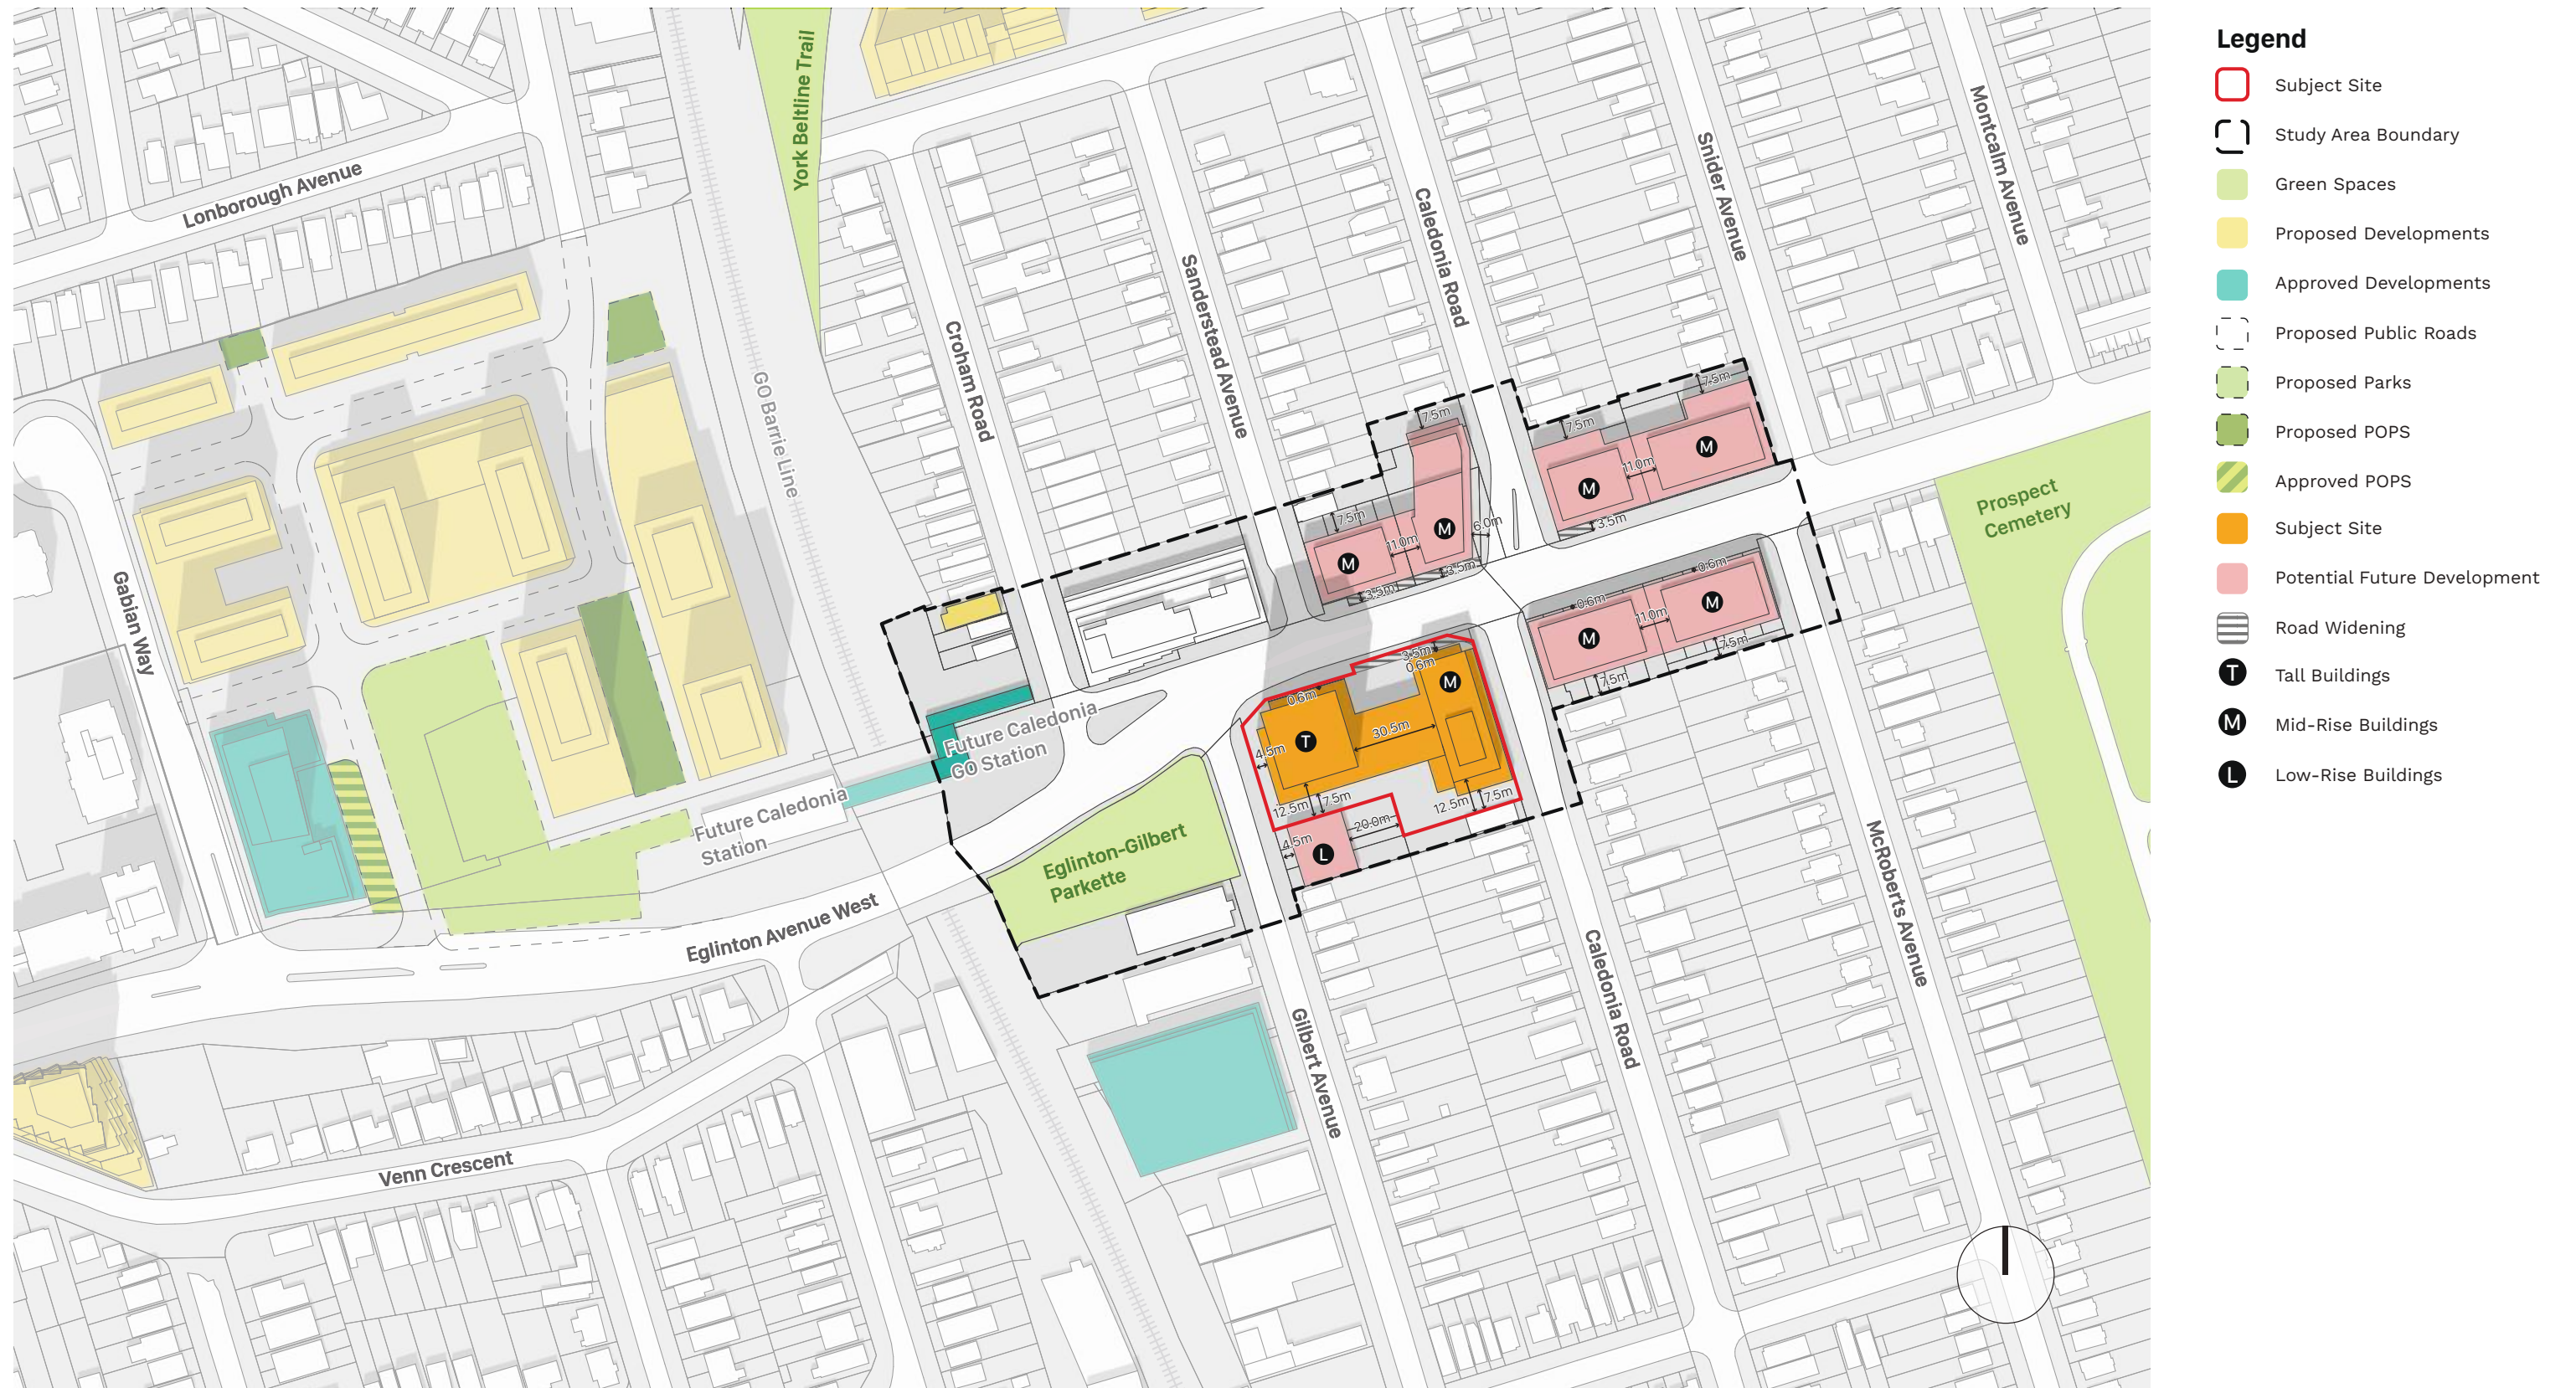 York Beltline Trail
Lonborough Avenue
GO Barrie Line
Croham Road
Sanderstead Avenue
Caledonia Road
Snider Avenue
Montcalm Avenue
Prospect
Cemetery
Gabian Way
7.5m
7.5m
7.5m
7.5m
M
M
11.0m
M
M
11.0m
6.0m
3.5m
3.5m
3.5m
0.6m
0.6m
M
M
11.0m
7.5m
7.5m
3.5m
0.6m
0.6m
M
T
30.5m
4.5m
12.5m
7.5m
12.5m
7.5m
20.0m
4.5m
L
Future Caledonia
GO Station
Future Caledonia
Station
Eglinton-Gilbert
Parkette
Eglinton Avenue West
Venn Crescent
Gilbert Avenue
Caledonia Road
McRoberts Avenue
Legend
Subject Site
Study Area Boundary
Green Spaces
Proposed Developments
Approved Developments
Proposed Public Roads
Proposed Parks
Proposed POPS
Approved POPS
Subject Site
Potential Future Development
Road Widening
T Tall Buildings
M Mid-Rise Buildings
L Low-Rise Buildings